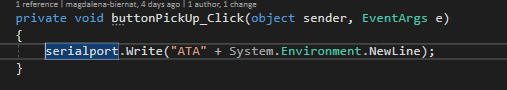 1 reference | magdalena-biernat, 4 days ago | 1 author, 1 change
private void buttonPickUp_Click(object sender, EventArgs e)
{
serialport.Write("ATA" + System.Environment.NewLine);
}